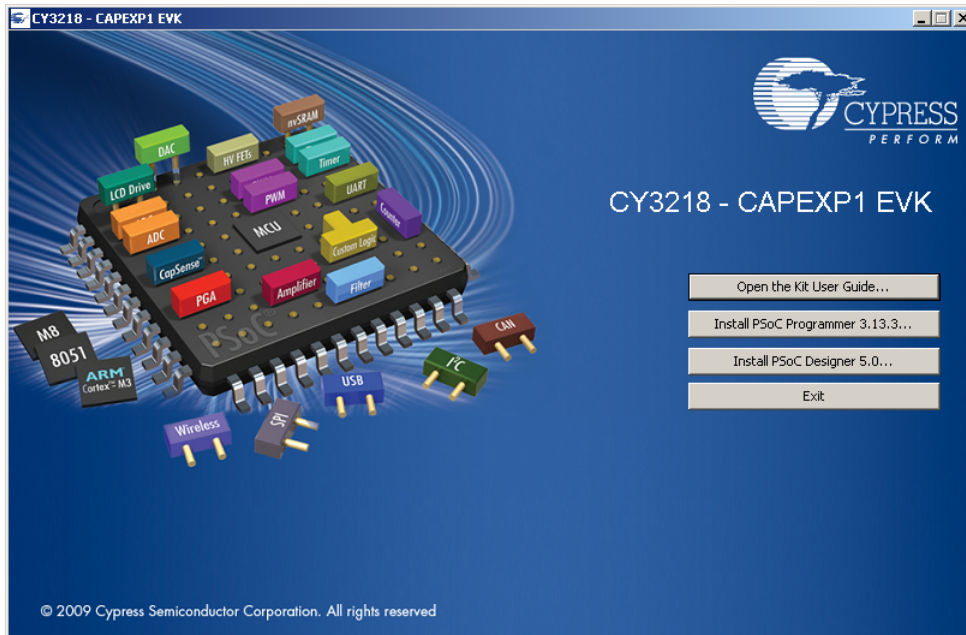 CY3218 - CAPEXP1 EVK
CYPRESS
PERFORM
CY3218 - CAPEXP1 EVK
nvSRAM
DAC
HV FETs
Timer
LCD Drive
PWM
UART
Counter
ADC
MCU
Custom Logic
CapSense™
PGA
Amplifier
Filter
PSoC®
M8
8051
ARM
Cortex™- M3
CAN
I²C
USB
SPI
Wireless
Open the Kit User Guide...
Install PSoC Programmer 3.13.3...
Install PSoC Designer 5.0...
Exit
© 2009 Cypress Semiconductor Corporation. All rights reserved